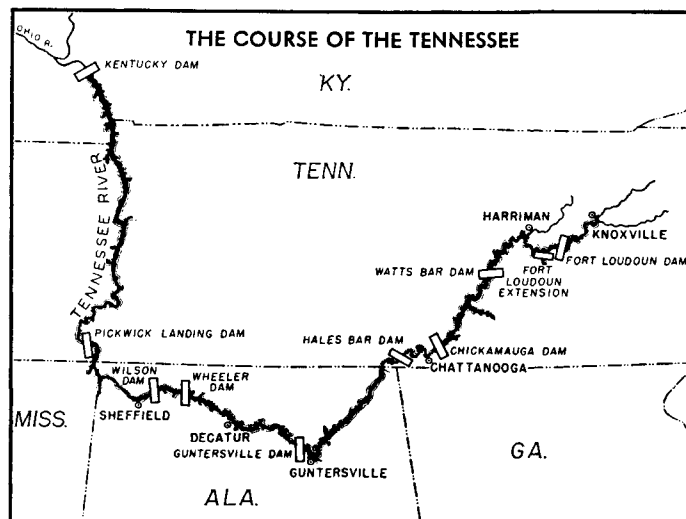 THE COURSE OF THE TENNESSEE
OHIO R.
KENTUCKY DAM
KY.
TENN.
TENNESSEE RIVER
HARRIMAN
KNOXVILLE
WATTS BAR DAM
FORT LOUDOUN DAM
FORT
LOUDOUN
EXTENSION
PICKWICK LANDING DAM
HALES BAR DAM
CHICKAMAUGA DAM
CHATTANOOGA
WILSON
DAM
WHEELER
DAM
MISS.
SHEFFIELD
DECATUR
GUNTERSVILLE DAM
GUNTERSVILLE
GA.
ALA.